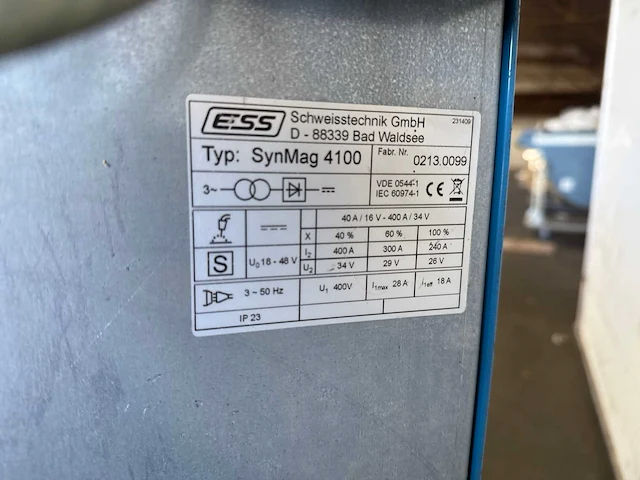 ESS Schweisstechnik GmbH 231409
D - 88339 Bad Waldsee
Typ: SynMag 4100 Fabr. Nr. 0213.0099
3~ VDE 0544-1
IEC 60974-1 CE
40 A / 16 V - 400 A / 34 V
X 40 % 60 % 100 %
S U₀ 18 - 48 V I₂ 400 A 300 A 240 A
U₂ 34 V 29 V 26 V
3 ~ 50 Hz U₁ 400V I₁max 28 A I₁eff 18 A
IP 23